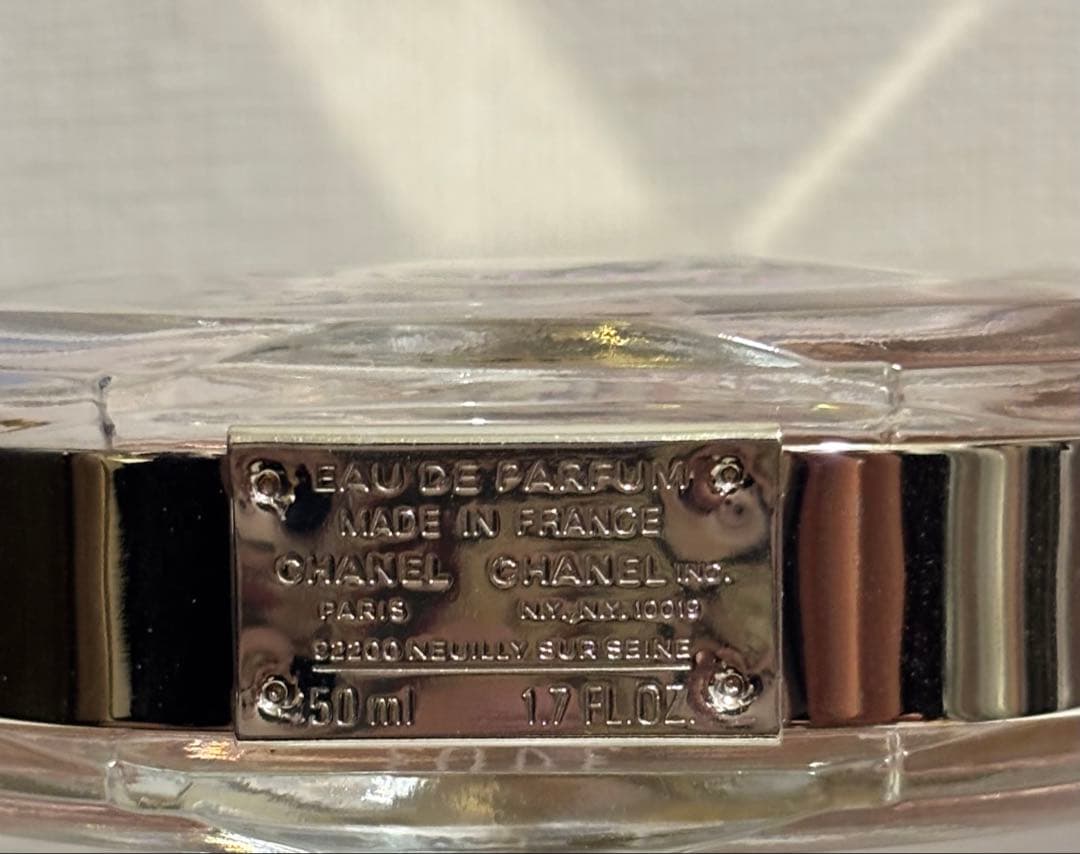 EAU DE PARFUM
MADE IN FRANCE
CHANEL CHANEL INC.
PARIS N.Y., N.Y. 10019
92200 NEUILLY SUR SEINE
50 ml 1.7 FL.OZ.